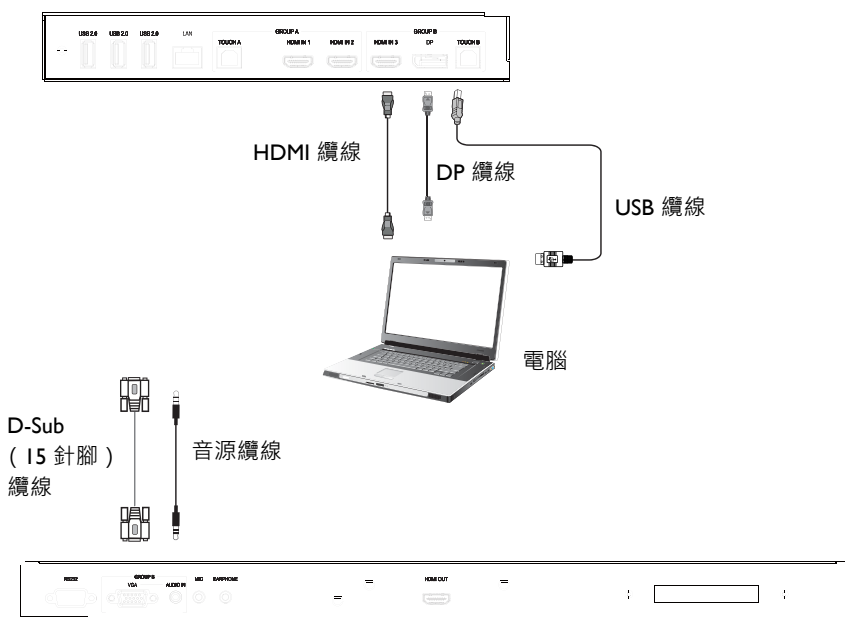 GROUP A GROUP B
USB 2.0 USB 2.0 USB 2.0 LAN TOUCH A HDMI IN 1 HDMI IN 2 HDMI IN 3 DP TOUCH B
HDMI 纜線
DP 纜線
USB 纜線
電腦
D-Sub
（15 針腳）
纜線
音源纜線
RS232 VGA AUDIO IN MIC EARPHONE HDMI OUT